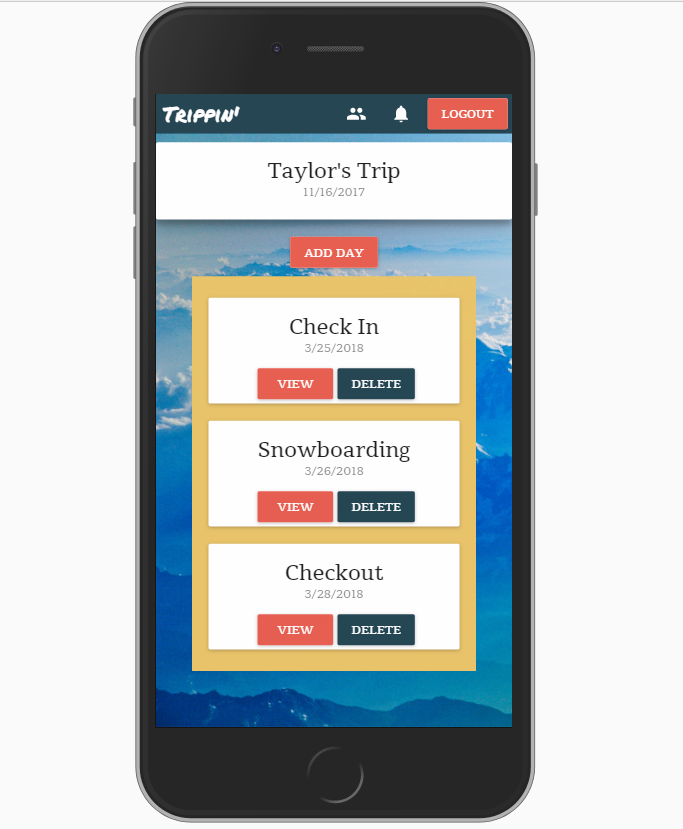 Trippin'
LOGOUT
Taylor's Trip
11/16/2017
ADD DAY
Check In
3/25/2018
VIEW DELETE
Snowboarding
3/26/2018
VIEW DELETE
Checkout
3/28/2018
VIEW DELETE